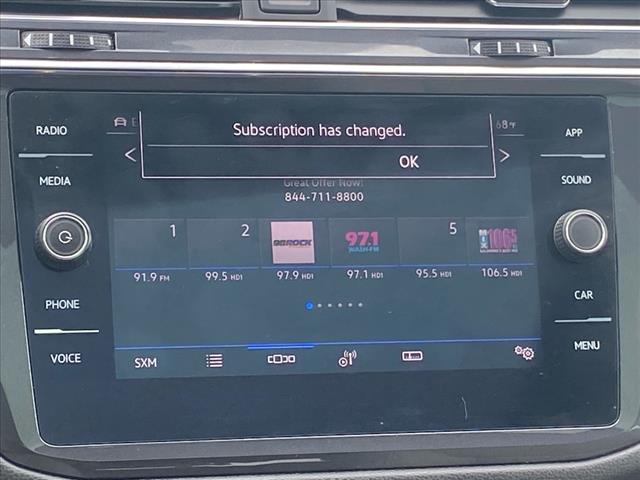 RADIO
MEDIA
PHONE
VOICE
E
68°F
Subscription has changed.
OK
<
>
Great Offer Now!
844-711-8800
1
2
98ROCK
97.1
WASH-FM
5
106.5
91.9 FM
99.5 HD1
97.9 HD1
97.1 HD1
95.5 HD1
106.5 HD1
SXM
APP
SOUND
CAR
MENU